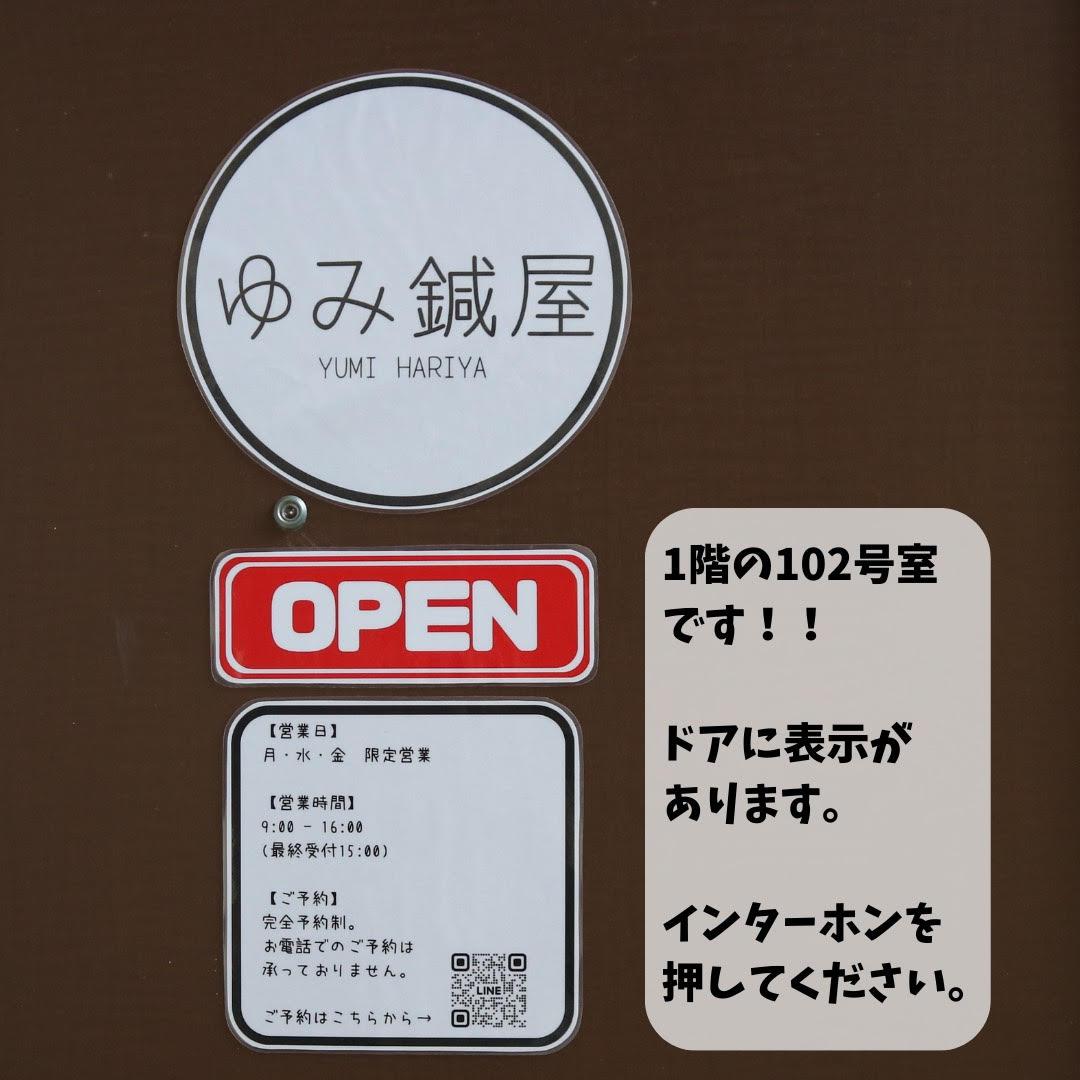 ゆみ鍼屋
YUMI HARIYA
OPEN
【営業日】
月・水・金 限定営業
【営業時間】
9:00 - 16:00
(最終受付15:00)
【ご予約】
完全予約制。
お電話でのご予約は
承っておりません。
ご予約はこちらから→
LINE
1階の102号室
です！！
ドアに表示が
あります。
インターホンを
押してください。